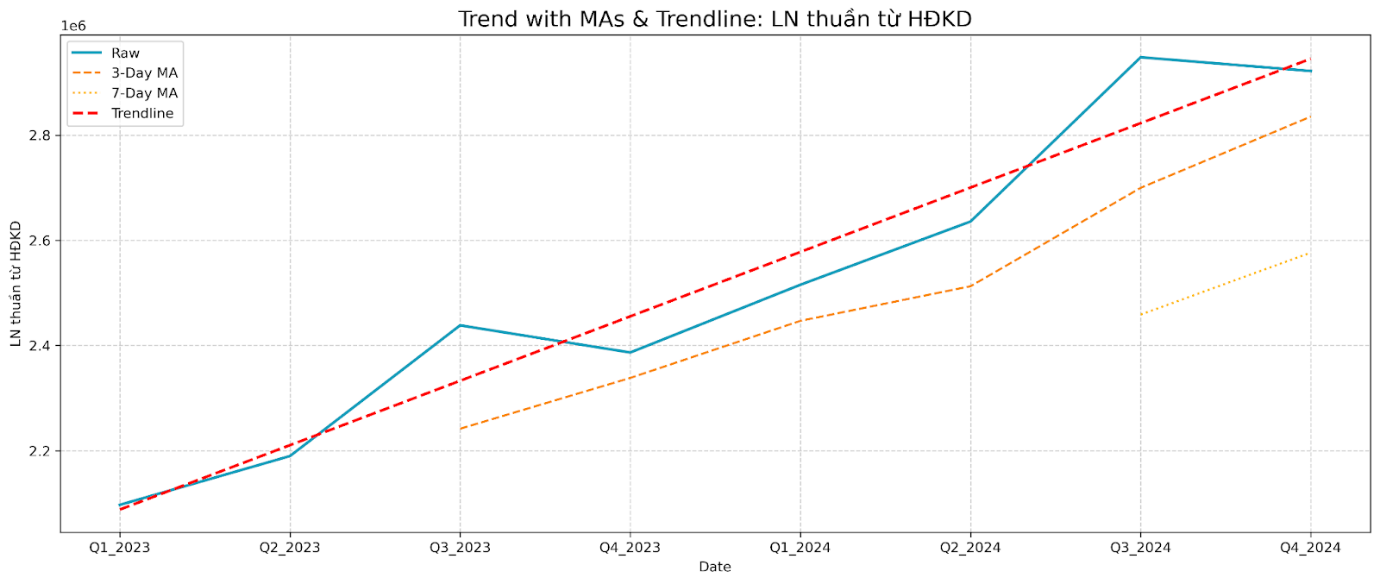 Trend with MAs & Trendline: LN thuần từ HĐKD
1e6
Raw
3-Day MA
7-Day MA
Trendline
2.8
2.6
2.4
2.2
LN thuần từ HĐKD
Q1_2023 Q2_2023 Q3_2023 Q4_2023 Q1_2024 Q2_2024 Q3_2024 Q4_2024
Date